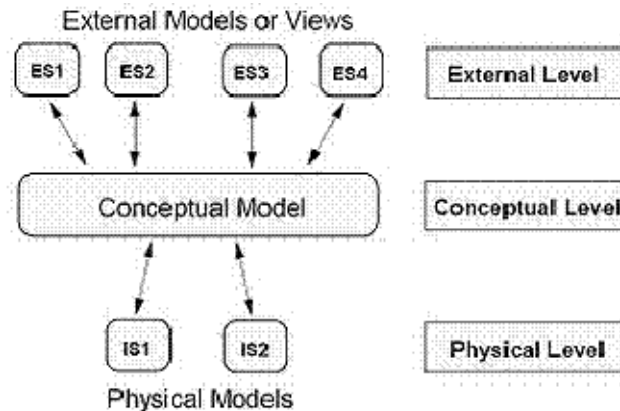 External Models or Views
ES1 ES2 ES3 ES4 External Level
Conceptual Model Conceptual Level
IS1 IS2 Physical Level
Physical Models